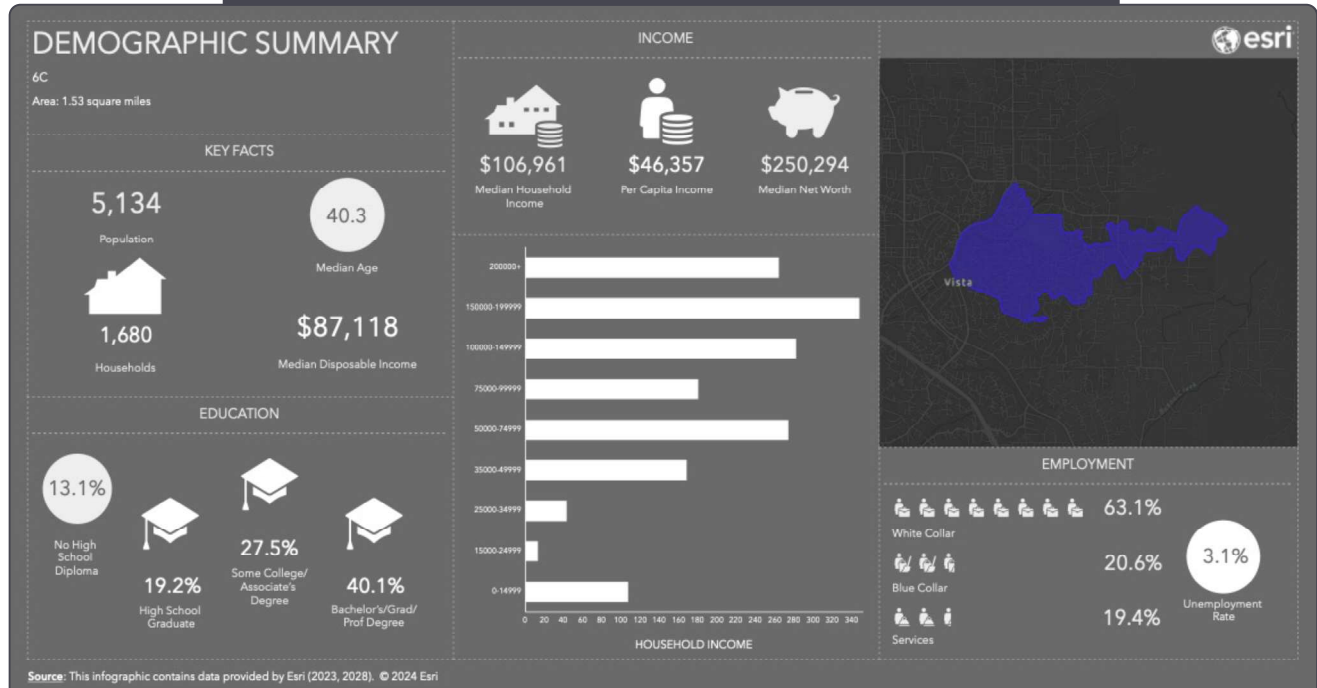 DEMOGRAPHIC SUMMARY
6C
Area: 1.53 square miles
KEY FACTS
5,134
Population
40.3
Median Age
1,680
Households
$87,118
Median Disposable Income
EDUCATION
13.1%
No High
School
Diploma
19.2%
High School
Graduate
27.5%
Some College/
Associate's
Degree
40.1%
Bachelor's/Grad/
Prof Degree
INCOME
$106,961
Median Household
Income
$46,357
Per Capita Income
$250,294
Median Net Worth
200000+
150000-199999
100000-149999
75000-99999
50000-74999
35000-49999
25000-34999
15000-24999
0-14999
0 20 40 60 80 100 120 140 160 180 200 220 240 260 280 300 320 340
HOUSEHOLD INCOME
esri
Vista
EMPLOYMENT
63.1%
White Collar
20.6%
Blue Collar
19.4%
Services
3.1%
Unemployment
Rate
Source: This infographic contains data provided by Esri (2023, 2028). © 2024 Esri